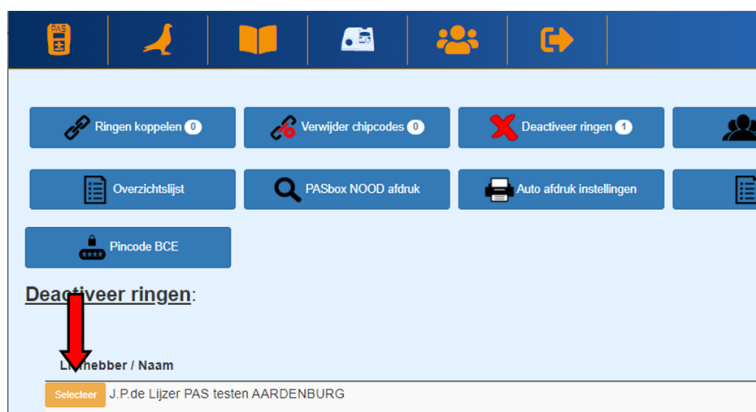 PAS
Ringen koppelen 0
Verwijder chipcodes 0
Deactiveer ringen 1
Overzichtslijst
PASbox NOOD afdruk
Auto afdruk instellingen
Pincode BCE
Deactiveer ringen:
/ Naam
Selecteer J.P.de Lijzer PAS testen AARDENBURG